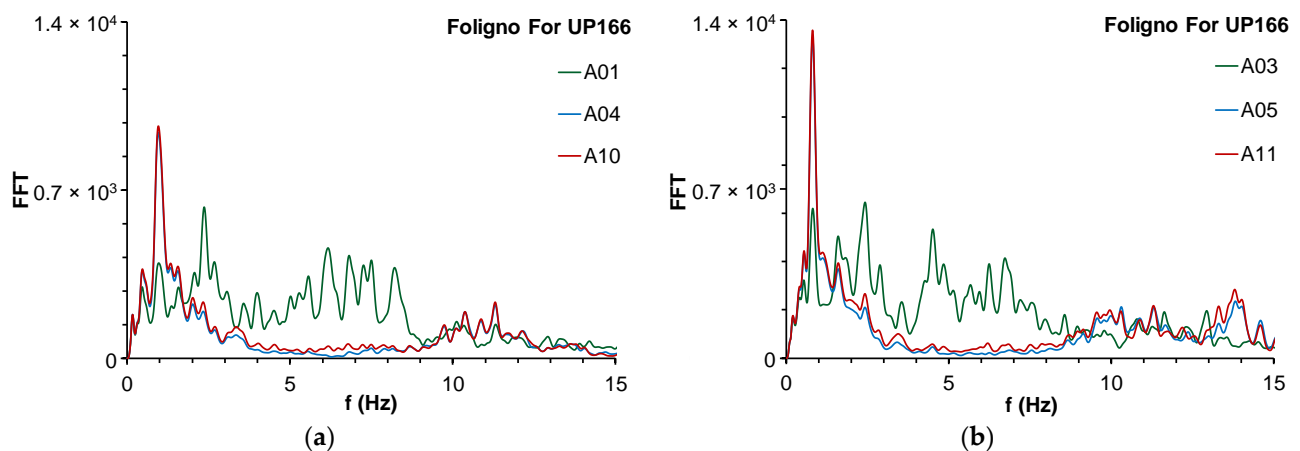 1.4 × 10⁴
Foligno For UP166
A01
A04
A10
FFT
0.7 × 10³
0
0
5
10
15
f (Hz)
(a)
1.4 × 10⁴
Foligno For UP166
A03
A05
A11
FFT
0.7 × 10³
0
0
5
10
15
f (Hz)
(b)